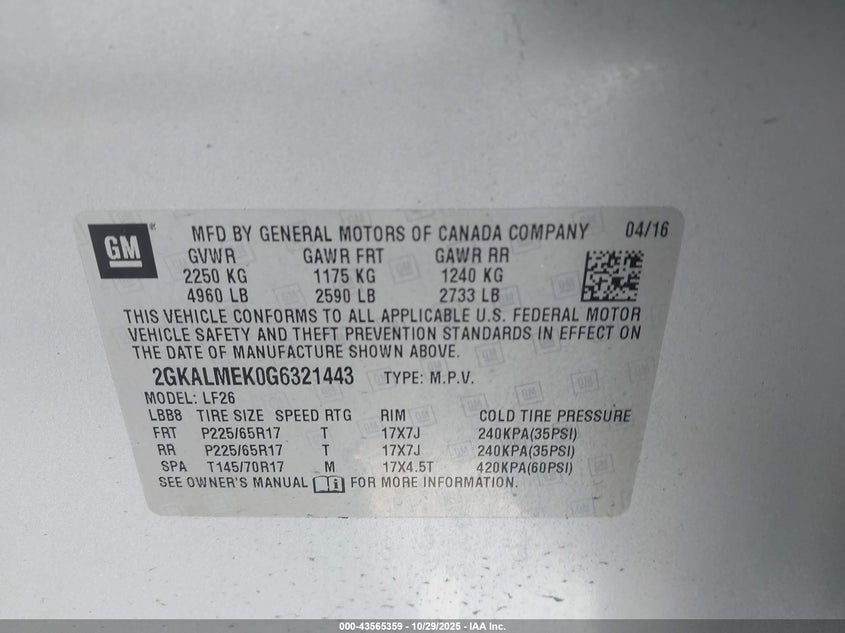 GM ® MFD BY GENERAL MOTORS OF CANADA COMPANY 04/16
GVWR GAWR FRT GAWR RR
2250 KG 1175 KG 1240 KG
4960 LB 2590 LB 2733 LB
THIS VEHICLE CONFORMS TO ALL APPLICABLE U.S. FEDERAL MOTOR
VEHICLE SAFETY AND THEFT PREVENTION STANDARDS IN EFFECT ON
THE DATE OF MANUFACTURE SHOWN ABOVE.
2GKALMEK0G6321443 TYPE: M.P.V.
MODEL: LF26
LBB8 TIRE SIZE SPEED RTG RIM COLD TIRE PRESSURE
FRT P225/65R17 T 17X7J 240KPA(35PSI)
RR P225/65R17 T 17X7J 240KPA(35PSI)
SPA T145/70R17 M 17X4.5T 420KPA(60PSI)
SEE OWNER'S MANUAL FOR MORE INFORMATION.
000-43565359 - 10/29/2025 - IAA Inc.